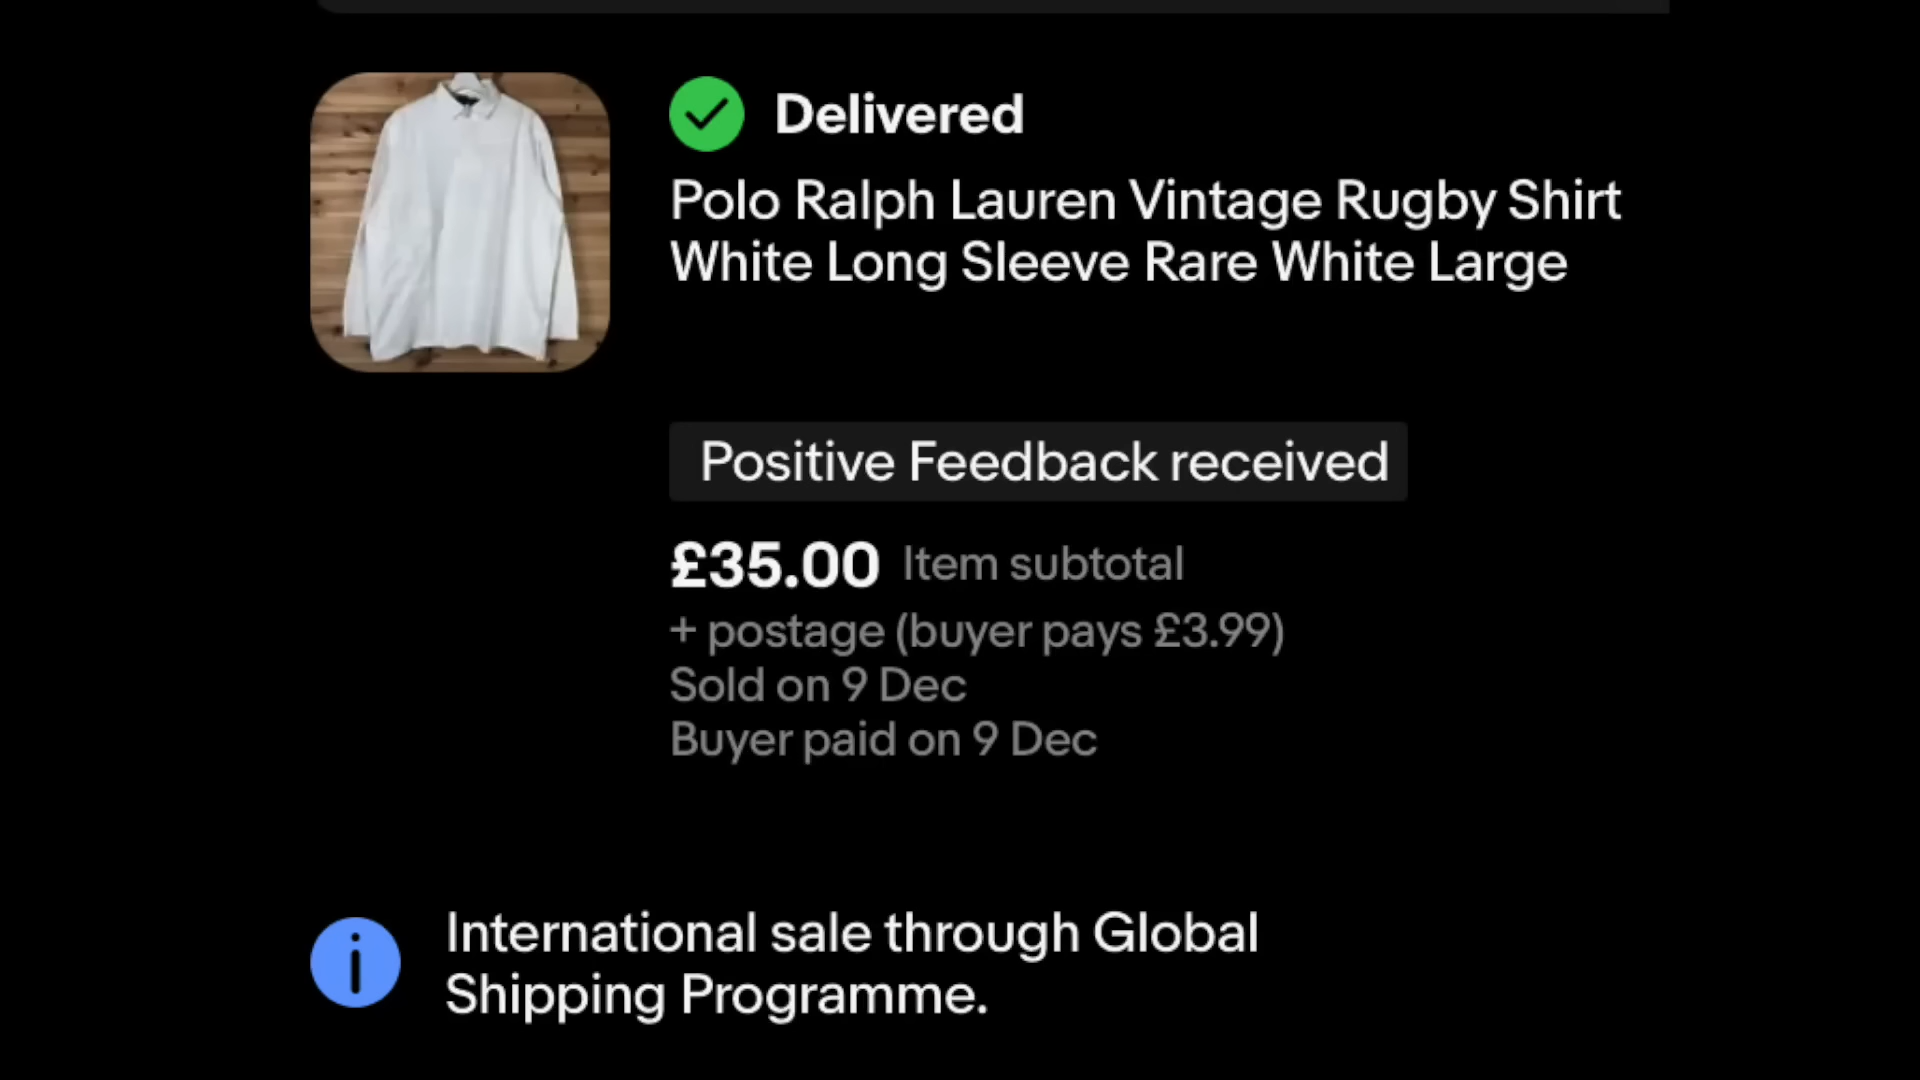 Delivered
Polo Ralph Lauren Vintage Rugby Shirt
White Long Sleeve Rare White Large
Positive Feedback received
£35.00 Item subtotal
+ postage (buyer pays £3.99)
Sold on 9 Dec
Buyer paid on 9 Dec
International sale through Global
Shipping Programme.